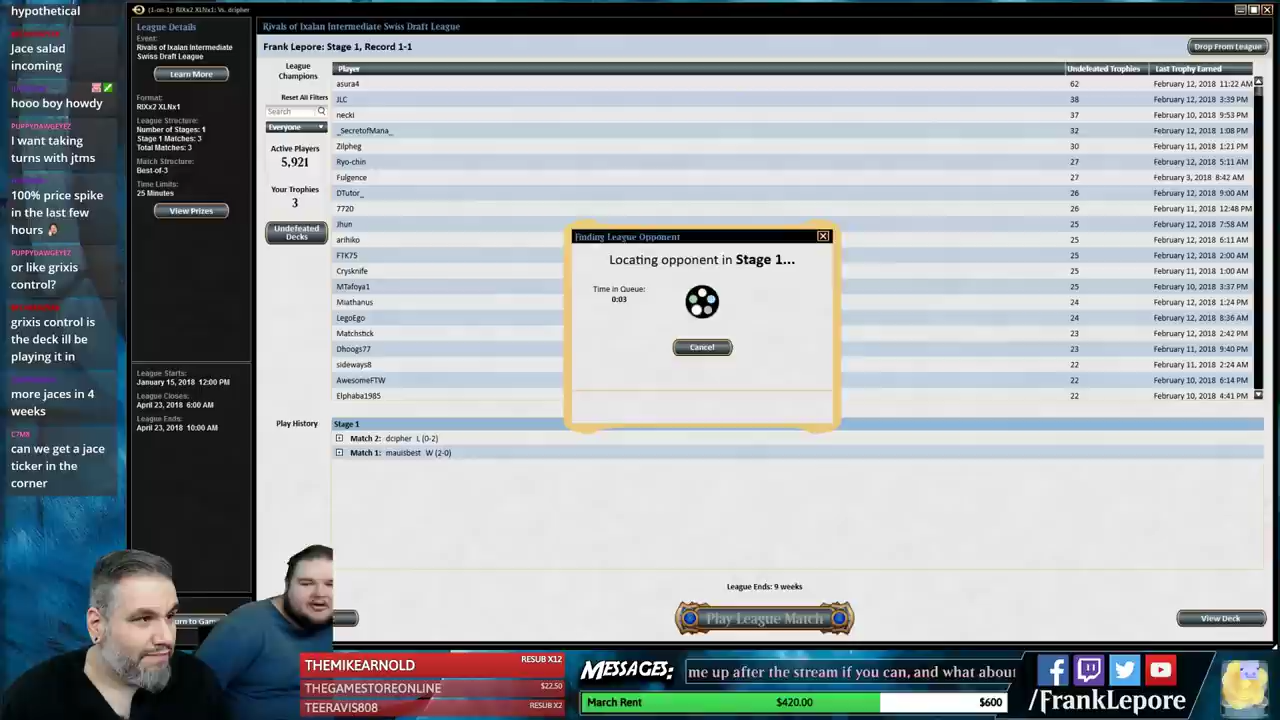 hypothetical
Jace salad
incoming
hooo boy howdy
PUPPYDAWGEYEZ
I want taking
turns with jtms
100% price spike
in the last few
hours
PUPPYDAWGEYEZ
or like grixis
control?
grixis control is
the deck ill be
playing it in
more jaces in 4
weeks
C7M8
can we get a jace
ticker in the
corner
(1-on-1): RIXx2 XLNx1: Vs. dcipher
League Details
Event:
Rivals of Ixalan Intermediate
Swiss Draft League
Learn More
Format:
RIXx2 XLNx1
League Structure:
Number of Stages: 1
Stage 1 Matches: 3
Total Matches: 3
Match Structure:
Best-of-3
Time Limits:
25 Minutes
View Prizes
League Starts:
January 15, 2018 12:00 PM
League Closes:
April 23, 2018 6:00 AM
League Ends:
April 23, 2018 10:00 AM
Rivals of Ixalan Intermediate Swiss Draft League
Frank Lepore: Stage 1, Record 1-1
Drop From League
League
Champions
Reset All Filters
Search
Everyone
Active Players
5,921
Your Trophies
3
Undefeated
Decks
Player Undefeated Trophies Last Trophy Earned
asura4 62 February 12, 2018 11:22 AM
JLC 38 February 12, 2018 3:39 PM
necki 37 February 10, 2018 9:53 PM
_SecretofMana_ 32 February 12, 2018 1:08 PM
Zilpheg 30 February 11, 2018 1:21 PM
Ryo-chin 27 February 12, 2018 5:11 AM
Fulgence 27 February 3, 2018 8:42 AM
DTutor_ 26 February 12, 2018 9:00 AM
7720 26 February 11, 2018 12:48 PM
Jhun 25 February 12, 2018 7:58 AM
arihiko 25 February 12, 2018 6:11 AM
FTK75 25 February 12, 2018 2:00 AM
Crysknife 25 February 11, 2018 1:00 AM
MTafoya1 25 February 10, 2018 3:37 PM
Miathanus 24 February 12, 2018 1:24 PM
LegoEgo 24 February 12, 2018 8:36 AM
Matchstick 23 February 12, 2018 2:42 PM
Dhoogs77 23 February 11, 2018 9:40 PM
sideways8 22 February 11, 2018 2:24 AM
AwesomeFTW 22 February 10, 2018 6:14 PM
Elphaba1985 22 February 10, 2018 4:41 PM
Finding League Opponent
Locating opponent in Stage 1...
Time in Queue:
0:03
Cancel
Play History
Stage 1
Match 2: dcipher L (0-2)
Match 1: mauisbest W (2-0)
League Ends: 9 weeks
Play League Match
View Deck
urn to Gam
THEMIKEARNOLD RESUB X12
THEGAMESTOREONLINE $22.50
TEERAVIS808 RESUB X2
MESSAGES: me up after the stream if you can, and what about
March Rent $420.00 $600
/FrankLepore